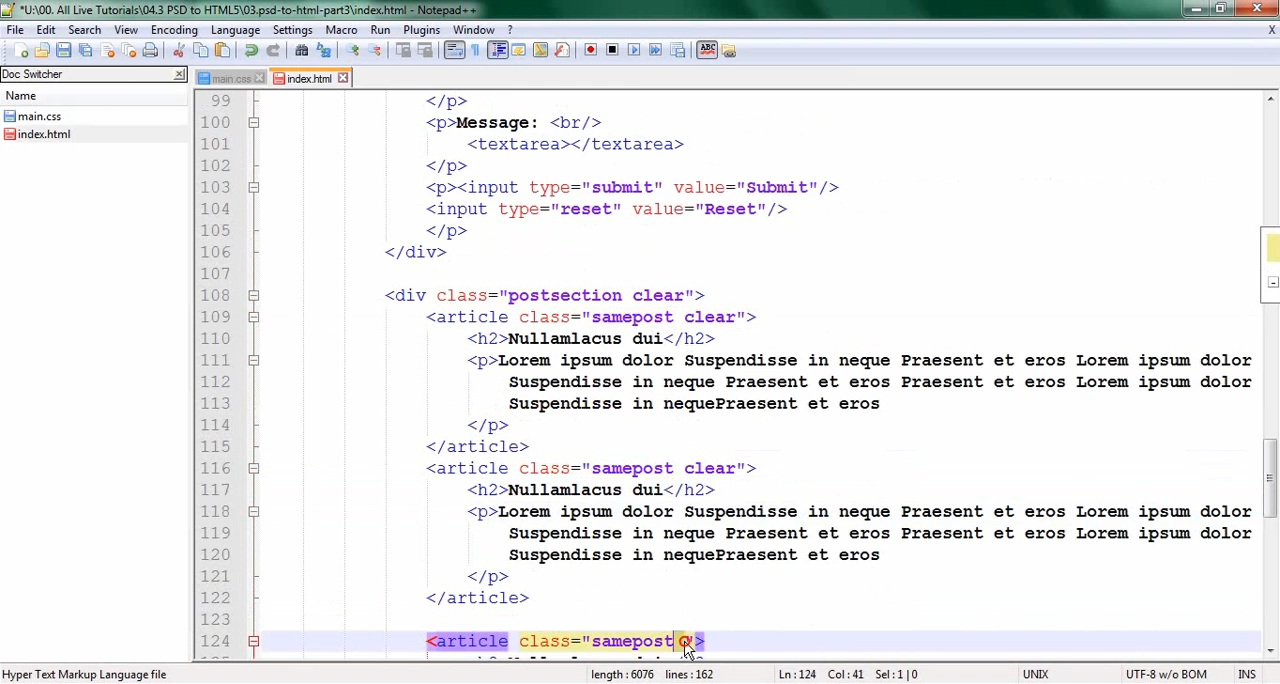 *U:\00. All Live Tutorials\04.3 PSD to HTML5\03.psd-to-html-part3\index.html - Notepad++
File Edit Search View Encoding Language Settings Macro Run Plugins Window ? X
Doc Switcher
main.css index.html
Name
main.css
index.html
99 </p>
100 <p>Message: <br/>
101 <textarea></textarea>
102 </p>
103 <p><input type="submit" value="Submit"/>
104 <input type="reset" value="Reset"/>
105 </p>
106 </div>
107
108 <div class="postsection clear">
109 <article class="samepost clear">
110 <h2>Nullamlacus dui</h2>
111 <p>Lorem ipsum dolor Suspendisse in neque Praesent et eros Lorem ipsum dolor
112 Suspendisse in neque Praesent et eros Praesent et eros Lorem ipsum dolor
113 Suspendisse in nequePraesent et eros
114 </p>
115 </article>
116 <article class="samepost clear">
117 <h2>Nullamlacus dui</h2>
118 <p>Lorem ipsum dolor Suspendisse in neque Praesent et eros Lorem ipsum dolor
119 Suspendisse in neque Praesent et eros Praesent et eros Lorem ipsum dolor
120 Suspendisse in nequePraesent et eros
121 </p>
122 </article>
123
124 <article class="samepost ">
Hyper Text Markup Language file length : 6076 lines : 162 Ln : 124 Col : 41 Sel : 1 | 0 UNIX UTF-8 w/o BOM INS